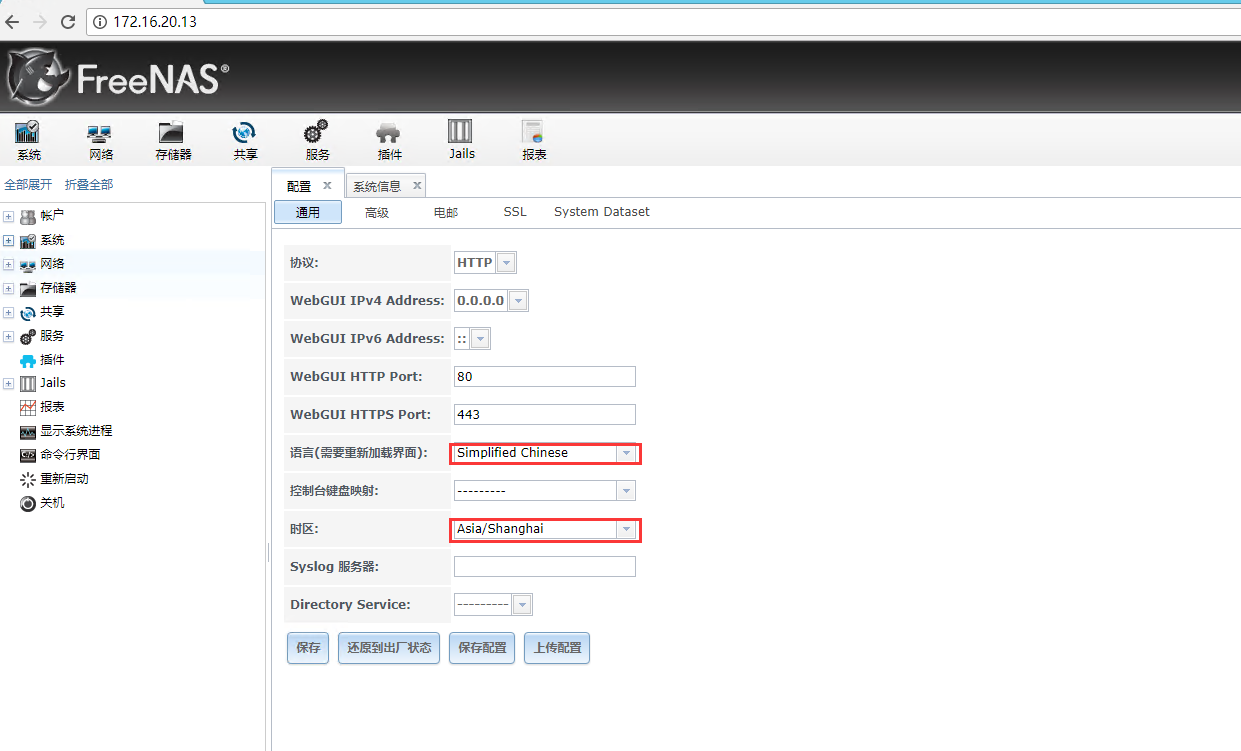 172.16.20.13
FreeNAS®
系统 网络 存储器 共享 服务 插件 Jails 报表
全部展开 折叠全部
帐户
系统
网络
存储器
共享
服务
插件
Jails
报表
显示系统进程
命令行界面
重新启动
关机
配置 x 系统信息 x
通用 高级 电邮 SSL System Dataset
协议: HTTP
WebGUI IPv4 Address: 0.0.0.0
WebGUI IPv6 Address: ::
WebGUI HTTP Port: 80
WebGUI HTTPS Port: 443
语言(需要重新加载界面): Simplified Chinese
控制台键盘映射: ---------
时区: Asia/Shanghai
Syslog 服务器:
Directory Service: ---------
保存 还原到出厂状态 保存配置 上传配置